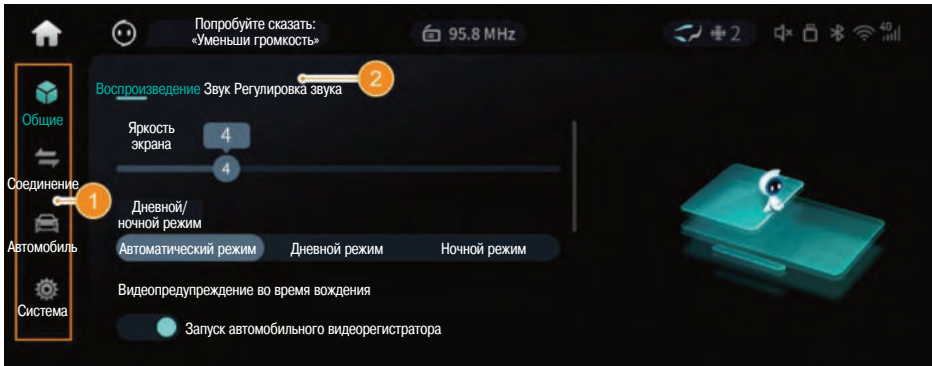 Попробуйте сказать:
«Уменьши громкость»
95.8 MHz
2
4G
Воспроизведение Звук Регулировка звука
2
Общие
Яркость
экрана
4
4
Соединение
1
Дневной/
ночной режим
Автомобиль
Автоматический режим Дневной режим Ночной режим
Видеопредупреждение во время вождения
Система
Запуск автомобильного видеорегистратора